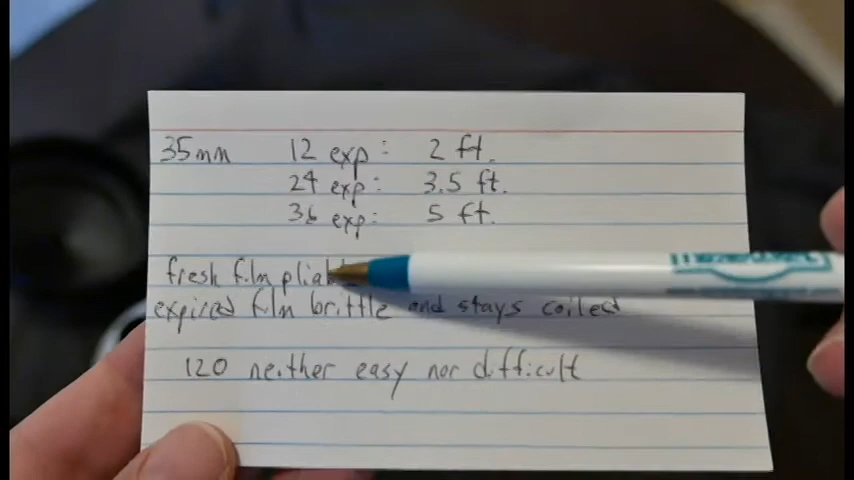 35mm 12 exp: 2 ft.
24 exp: 3.5 ft.
36 exp: 5 ft.
fresh film
expired film brittle and stays coiled
120 neither easy nor difficult